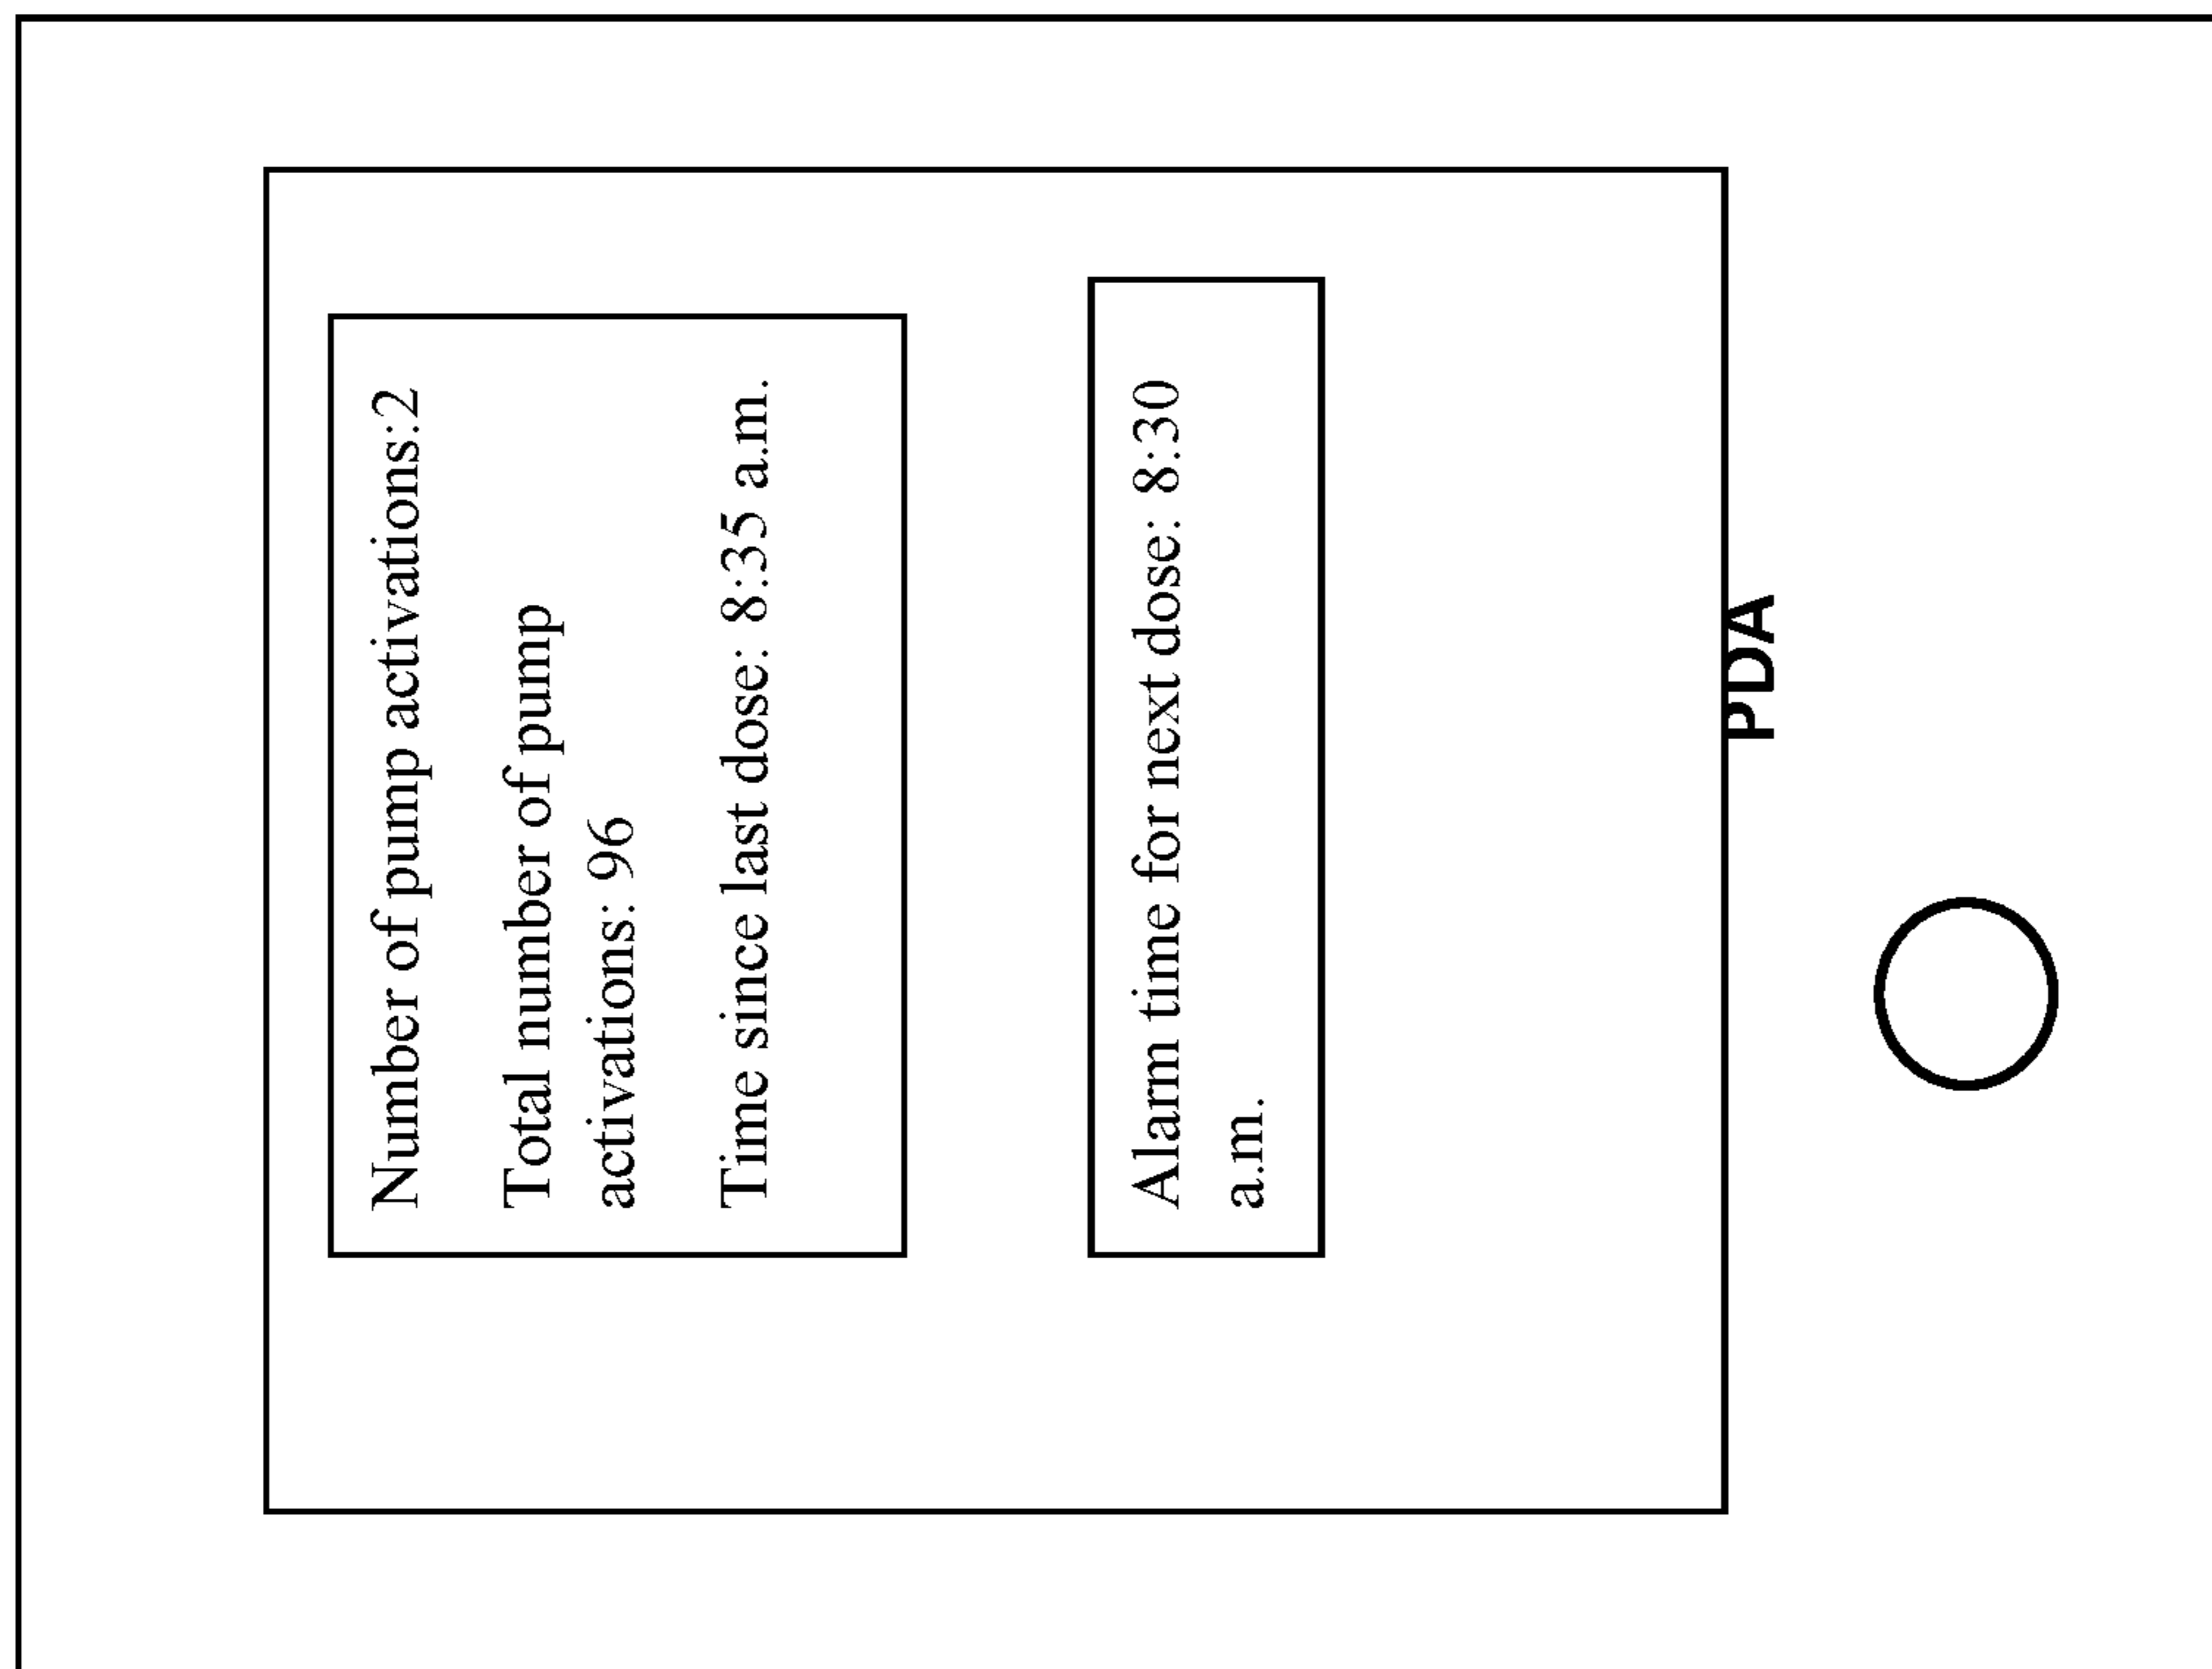 Number of pump activations:2
Total number of pump
activations: 96
Time since last dose: 8:35 a.m.
Alarm time for next dose: 8:30
a.m.
PDA